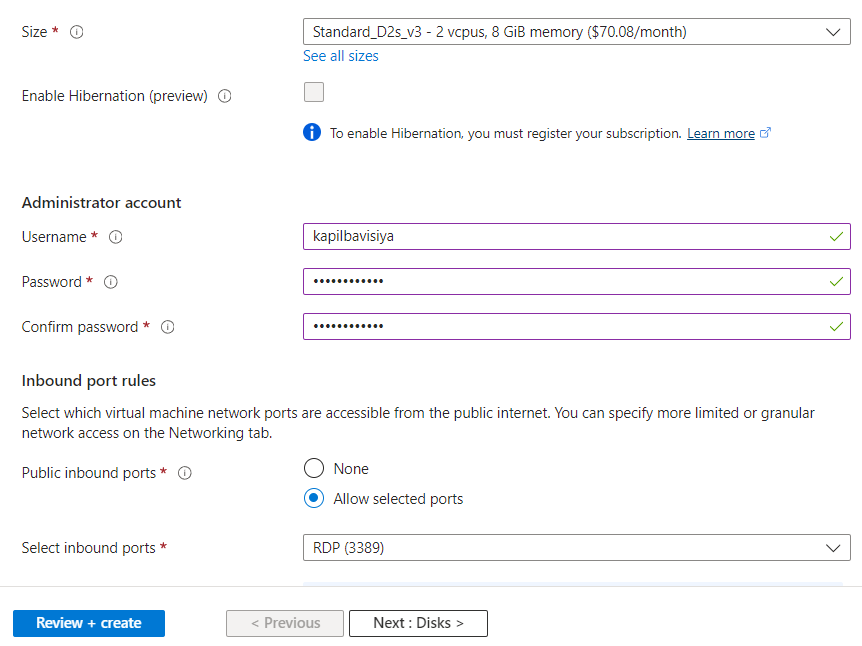 Size *
Standard_D2s_v3 - 2 vcpus, 8 GiB memory ($70.08/month)
See all sizes
Enable Hibernation (preview)
To enable Hibernation, you must register your subscription. Learn more
Administrator account
Username *
kapilbavisiya
Password *
••••••••••••
Confirm password *
••••••••••••
Inbound port rules
Select which virtual machine network ports are accessible from the public internet. You can specify more limited or granular
network access on the Networking tab.
Public inbound ports *
None
Allow selected ports
Select inbound ports *
RDP (3389)
Review + create
< Previous
Next : Disks >